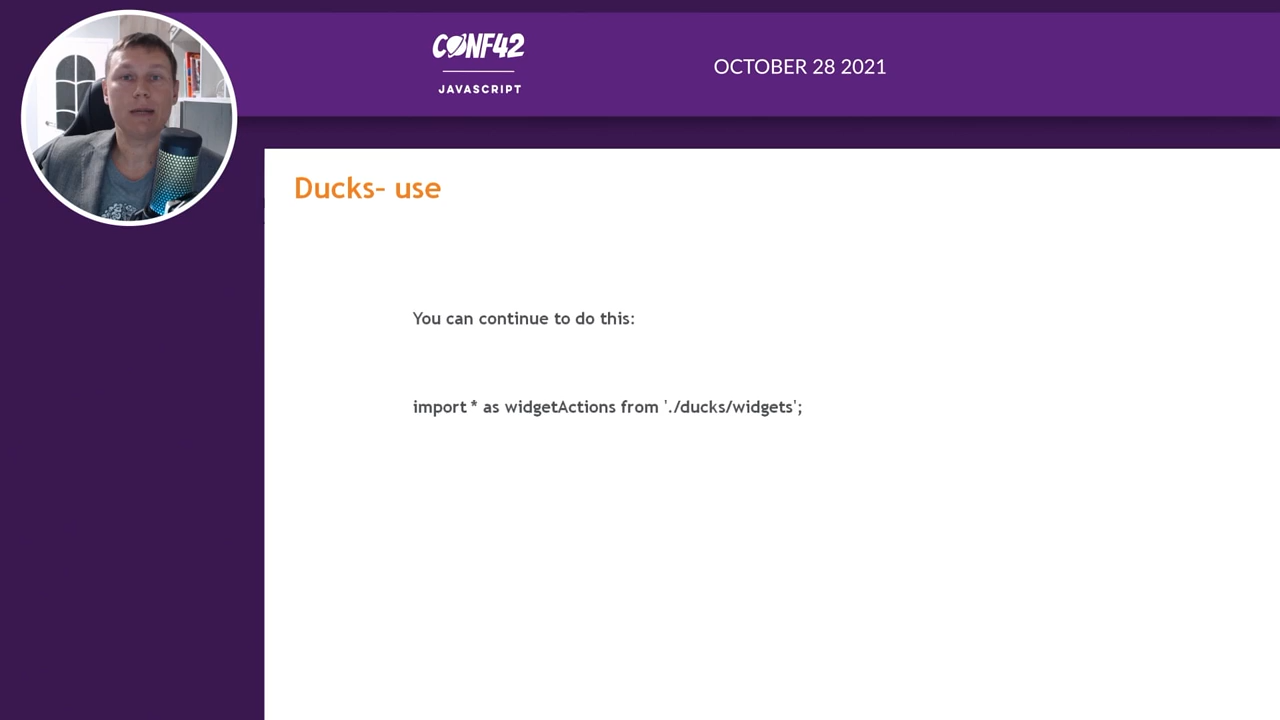 CONF42
JAVASCRIPT
OCTOBER 28 2021
Ducks- use
You can continue to do this:
import * as widgetActions from './ducks/widgets';